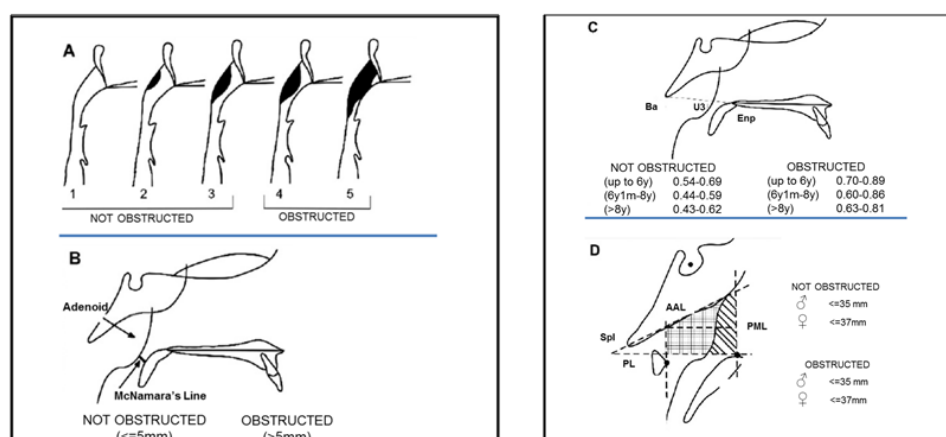 A
1 2 3 4 5
NOT OBSTRUCTED OBSTRUCTED
B
Adenoid
McNamara's Line
NOT OBSTRUCTED OBSTRUCTED
(<=5mm) (>5mm)
C
Ba U3 Enp
NOT OBSTRUCTED OBSTRUCTED
(up to 6y) 0.54-0.69 (up to 6y) 0.70-0.89
(6y1m-8y) 0.44-0.59 (6y1m-8y) 0.60-0.86
(>8y) 0.43-0.62 (>8y) 0.63-0.81
D
AAL
Spl
PML
PL
NOT OBSTRUCTED
♂ <=35 mm
♀ <=37mm
OBSTRUCTED
♂ <=35 mm
♀ <=37mm